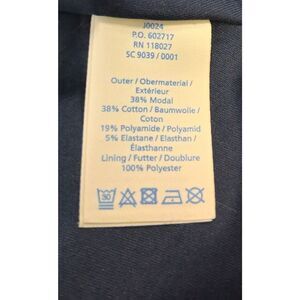 J0024
P.O. 602717
RN 118027
SC 9039 / 0001
Outer / Obermaterial /
Extérieur
38% Modal
38% Cotton / Baumwolle /
Coton
19% Polyamide / Polyamid
5% Elastane / Elasthan /
Élasthanne
Lining / Futter / Doublure
100% Polyester
30